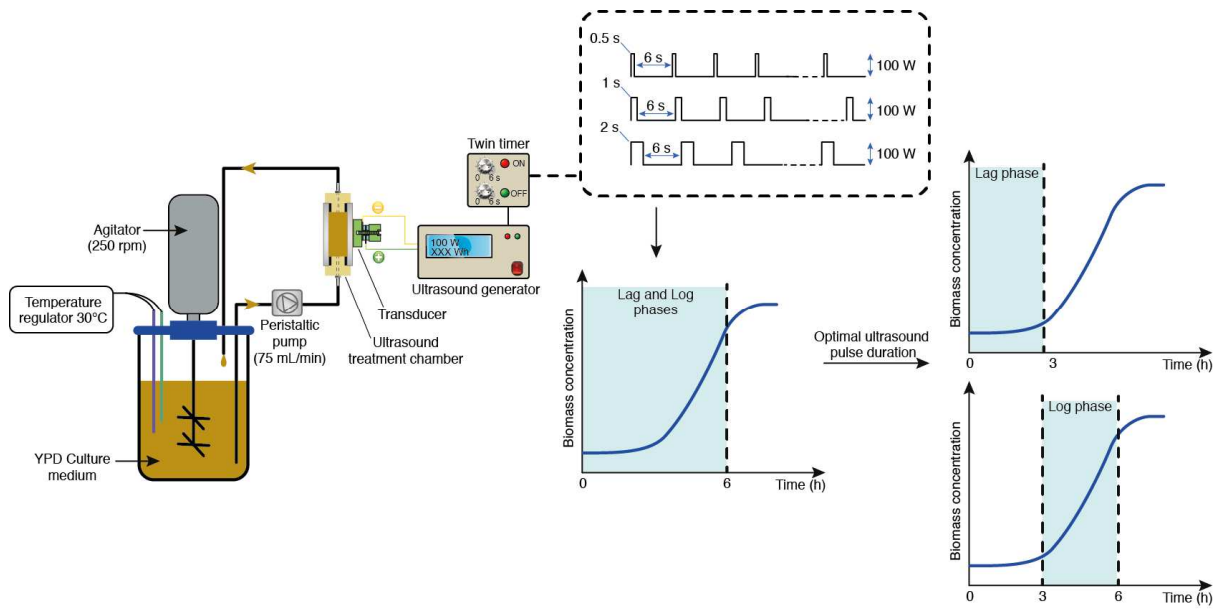 Agitator
(250 rpm)
Temperature
regulator 30°C
YPD Culture
medium
Peristaltic
pump
(75 mL/min)
Ultrasound
treatment chamber
Transducer
Twin timer
ON
0 6 s
OFF
0 6 s
100 W
XXX Wh
Ultrasound generator
0.5 s
6 s
100 W
1 s
6 s
100 W
2 s
6 s
100 W
Biomass concentration
Lag and Log
phases
0
6
Time (h)
Optimal ultrasound
pulse duration
Biomass concentration
Lag phase
0
3
Time (h)
Biomass concentration
Log phase
0
3
6
Time (h)